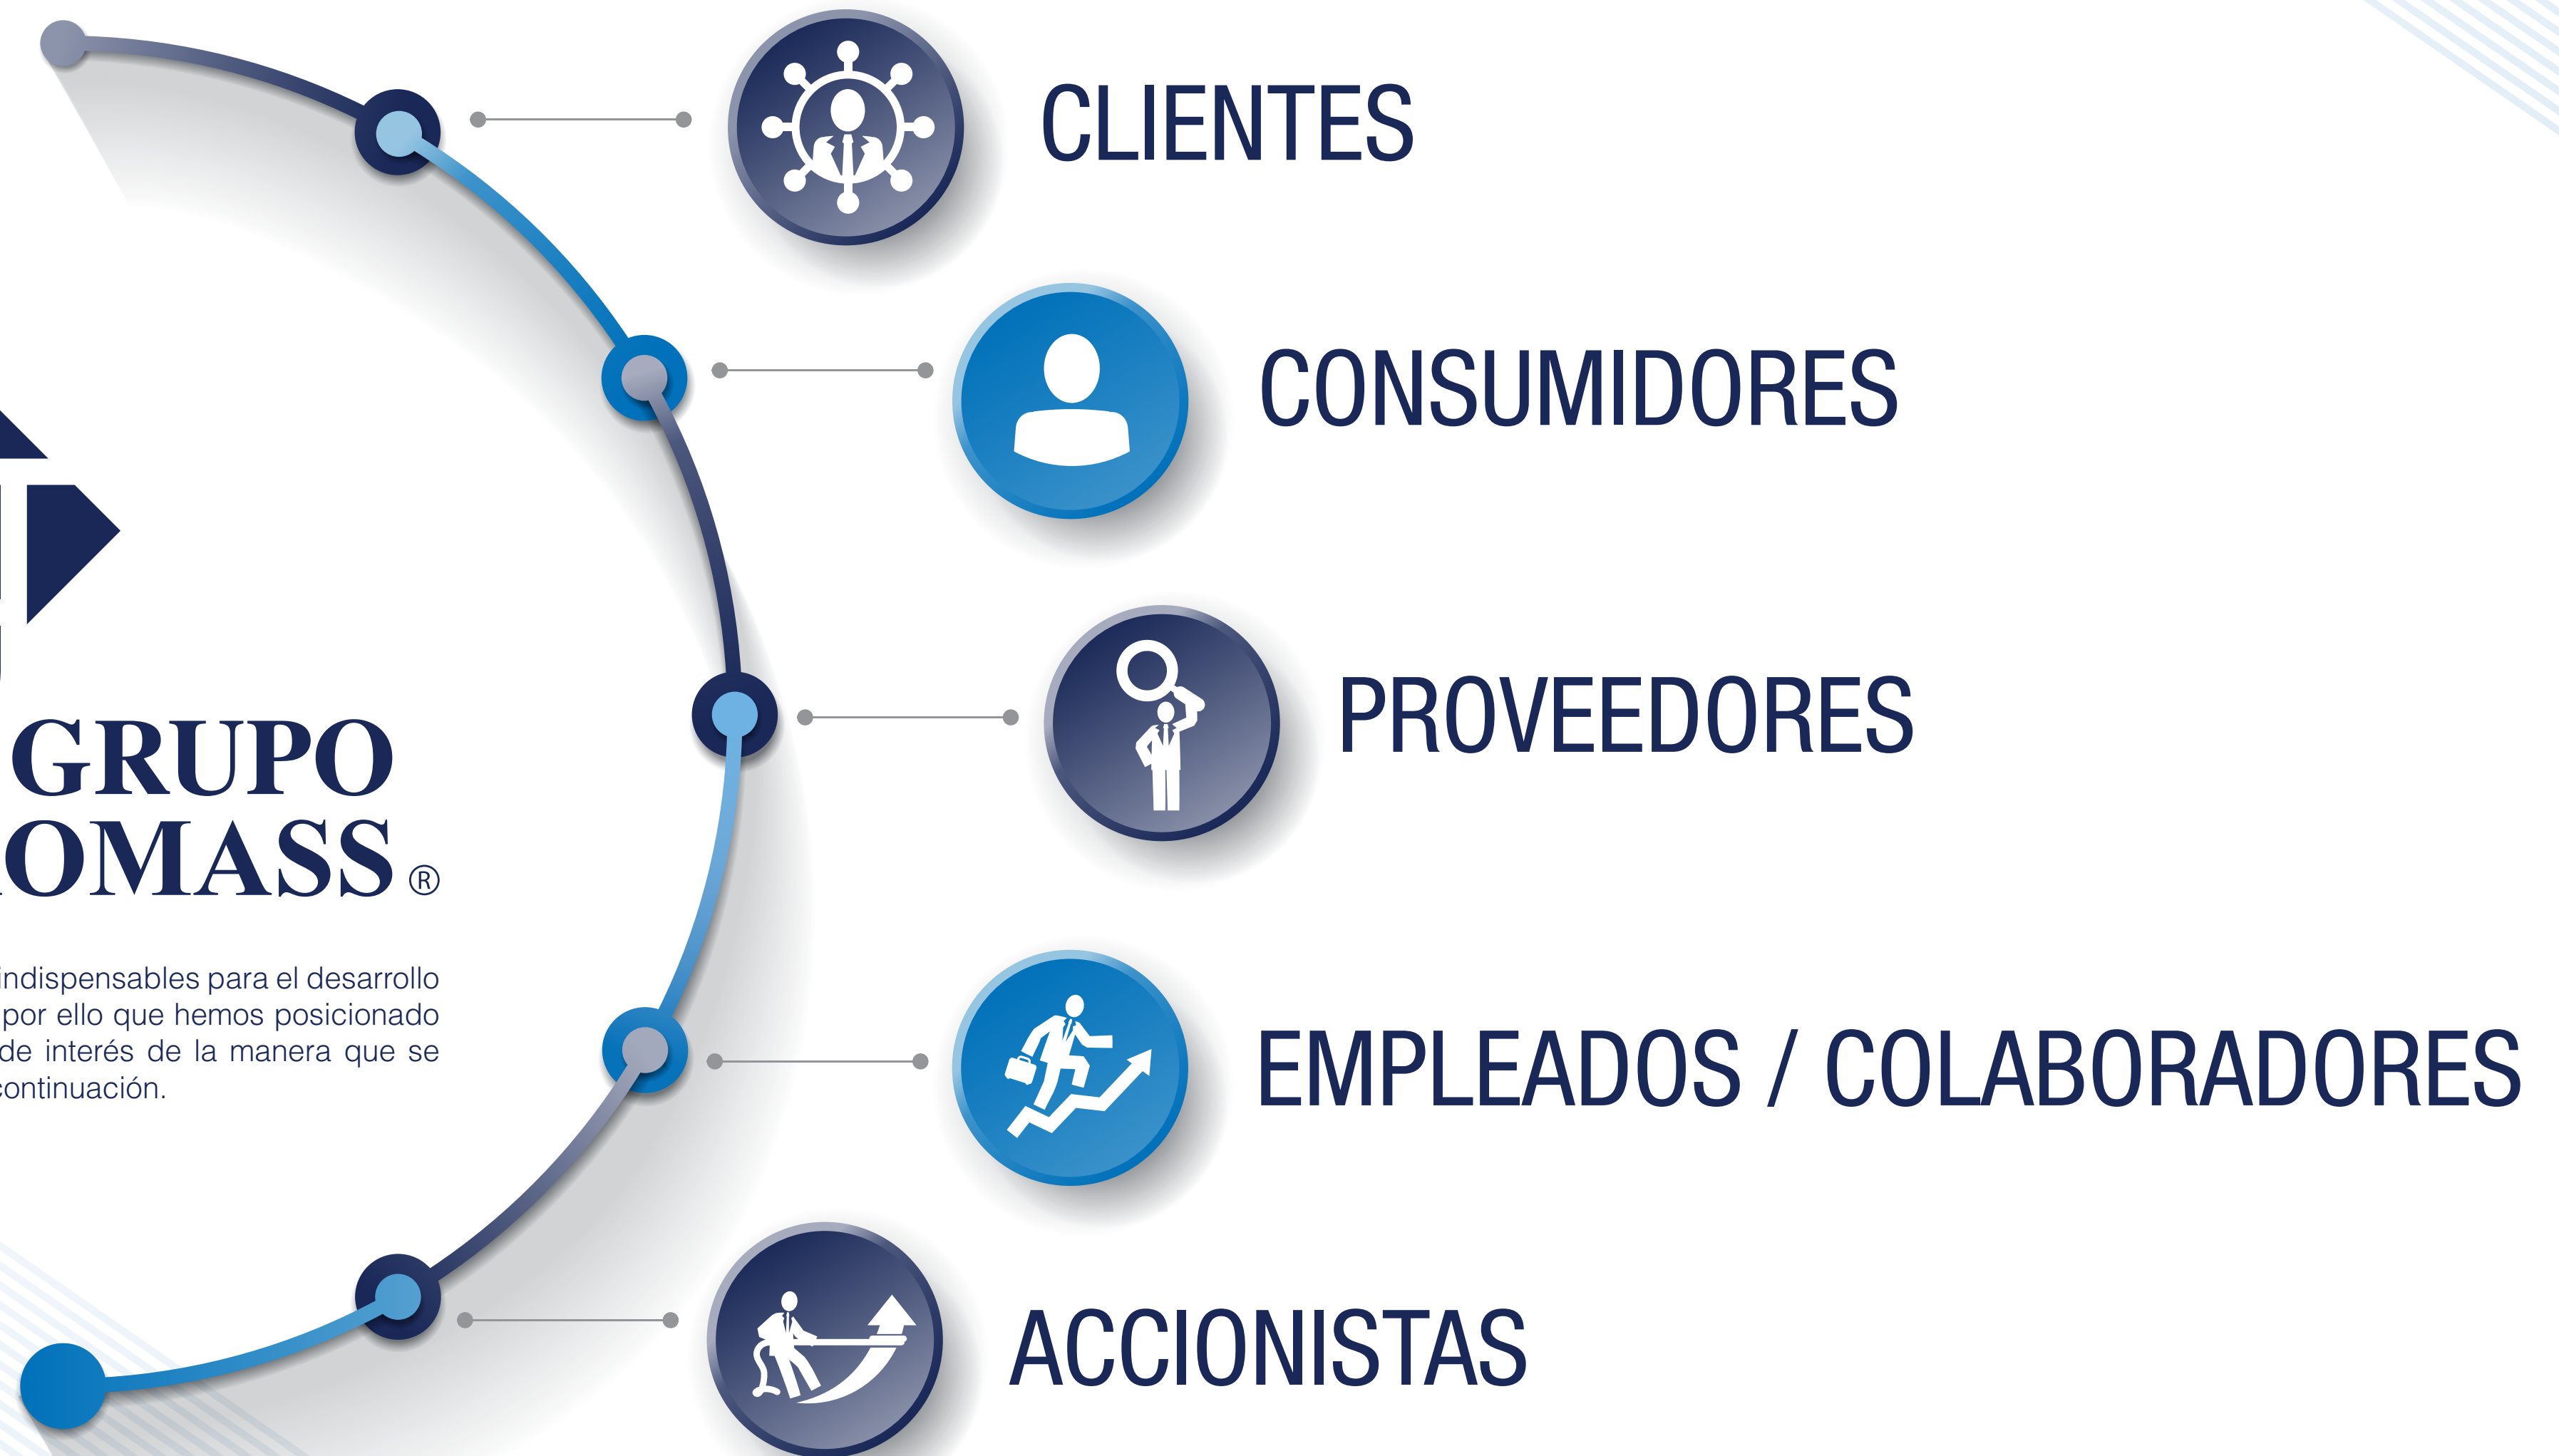 CLIENTES
CONSUMIDORES
PROVEEDORES
GRUPO
OMASS ®
indispensables para el desarrollo
por ello que hemos posicionado
de interés de la manera que se
continuación.
EMPLEADOS / COLABORADORES
ACCIONISTAS